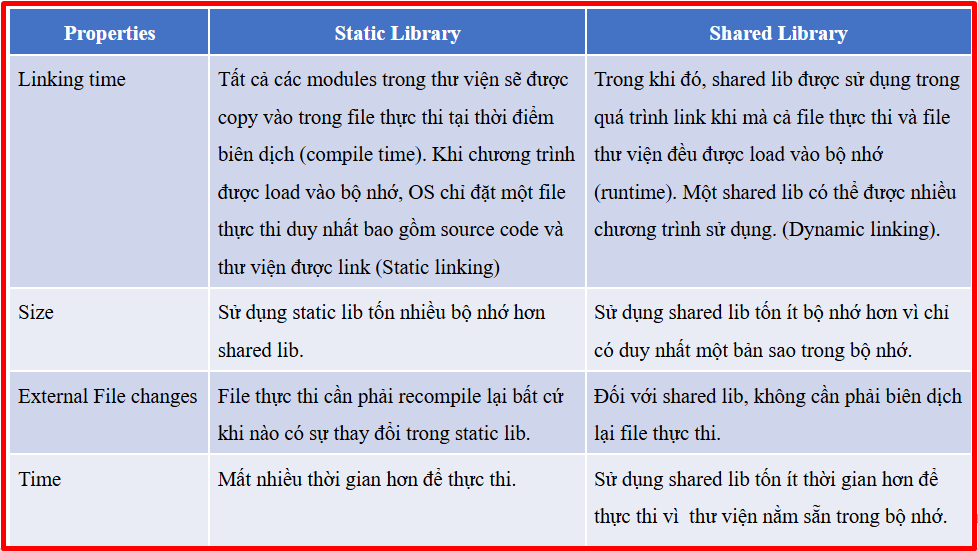 Properties
Static Library
Shared Library
Linking time
Tất cả các modules trong thư viện sẽ được
copy vào trong file thực thi tại thời điểm
biên dịch (compile time). Khi chương trình
được load vào bộ nhớ, OS chỉ đặt một file
thực thi duy nhất bao gồm source code và
thư viện được link (Static linking)
Trong khi đó, shared lib được sử dụng trong
quá trình link khi mà cả file thực thi và file
thư viện đều được load vào bộ nhớ
(runtime). Một shared lib có thể được nhiều
chương trình sử dụng. (Dynamic linking).
Size
Sử dụng static lib tốn nhiều bộ nhớ hơn
shared lib.
Sử dụng shared lib tốn ít bộ nhớ hơn vì chỉ
có duy nhất một bản sao trong bộ nhớ.
External File changes
File thực thi cần phải recompile lại bất cứ
khi nào có sự thay đổi trong static lib.
Đối với shared lib, không cần phải biên dịch
lại file thực thi.
Time
Mất nhiều thời gian hơn để thực thi.
Sử dụng shared lib tốn ít thời gian hơn để
thực thi vì  thư viện nằm sẵn trong bộ nhớ.